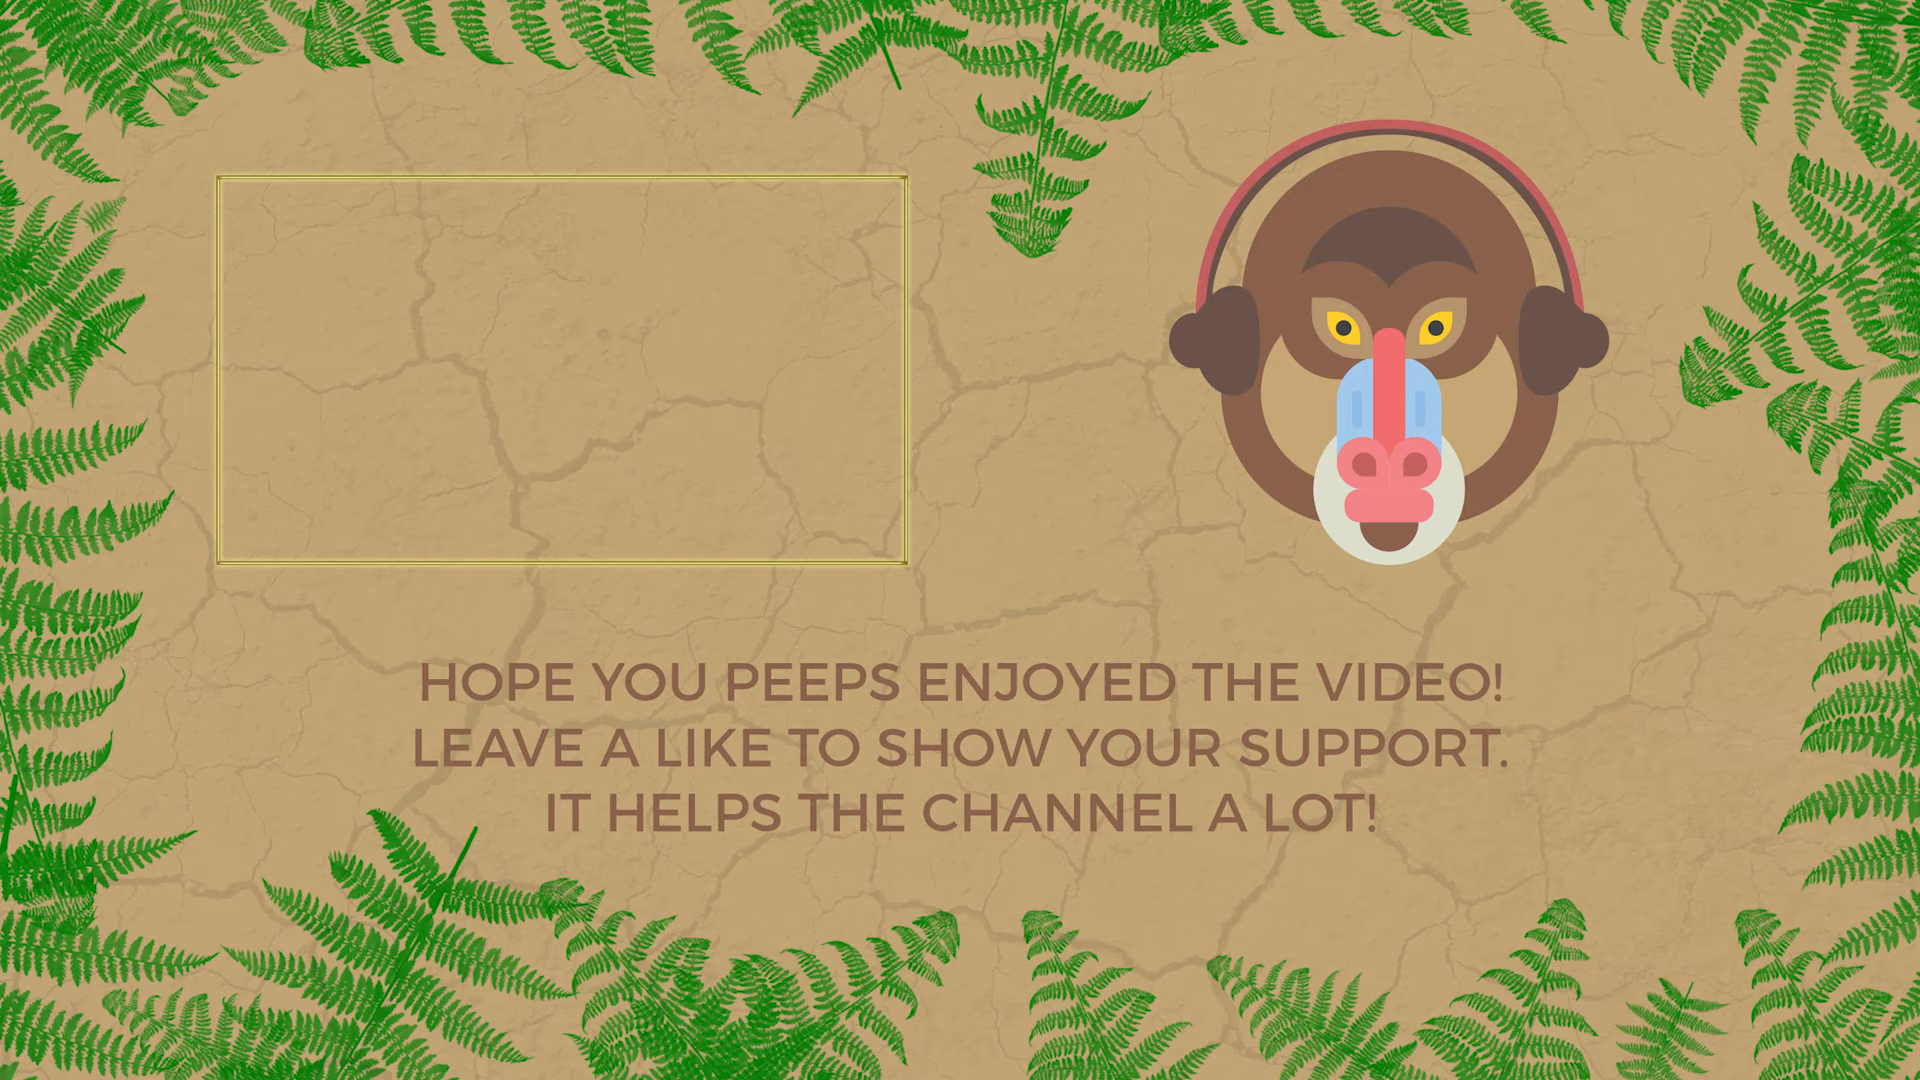 HOPE YOU PEEPS ENJOYED THE VIDEO!
LEAVE A LIKE TO SHOW YOUR SUPPORT.
IT HELPS THE CHANNEL A LOT!